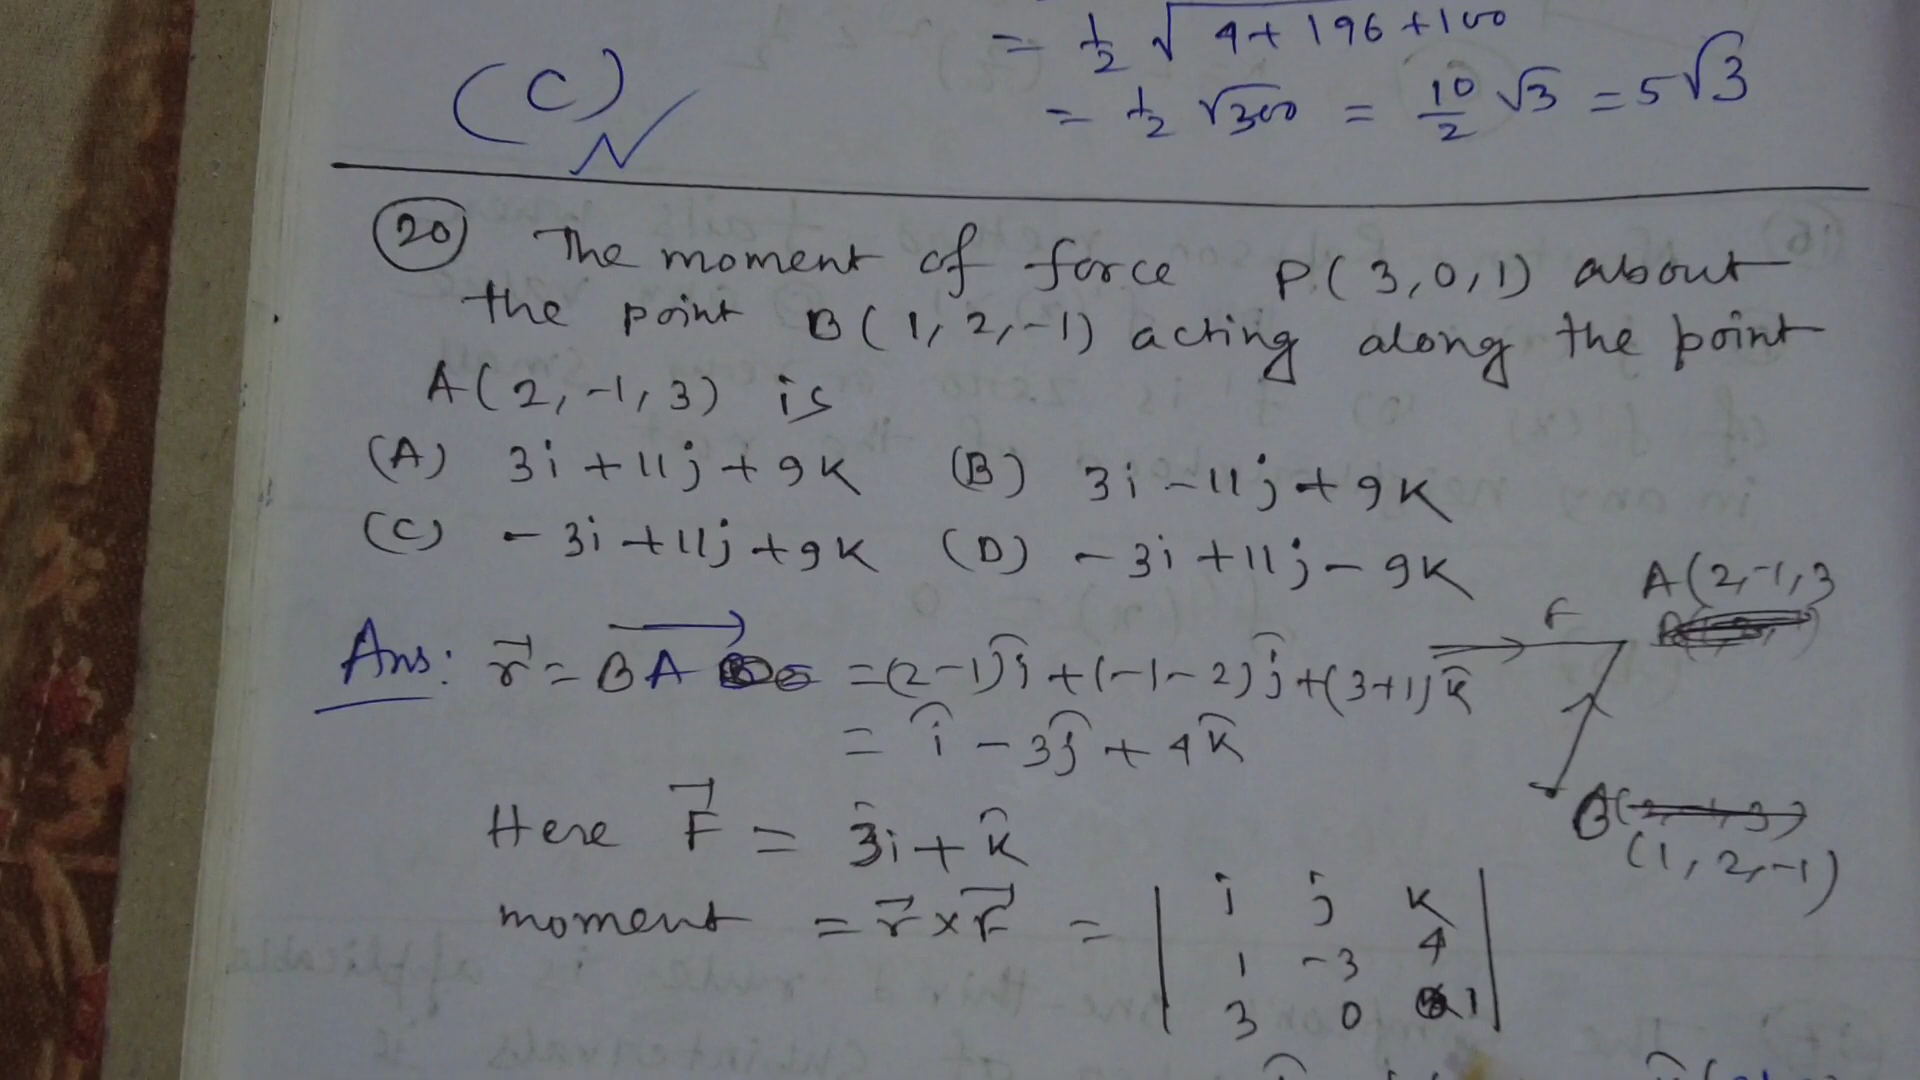 = 1/2 √4+196+100
= 1/2 √300 = 10/2 √3 = 5√3
(C)
(20) The moment of force P(3,0,1) about
the point B(1,2,-1) acting along the point
A(2,-1,3) is
(A) 3i+11j+9k (B) 3i-11j+9k
(C) -3i+11j+9k (D) -3i+11j-9k
A(2,-1,3
F
Ans: r⃗ = BA⃗ =(2-1)î+(-1-2)ĵ+(3+1)k̂
= î-3ĵ+4k̂
B
(1,2,-1)
Here F⃗ = 3î+k̂
moment = r⃗×F⃗ = | i j k
1 -3 4
3 0 1 |